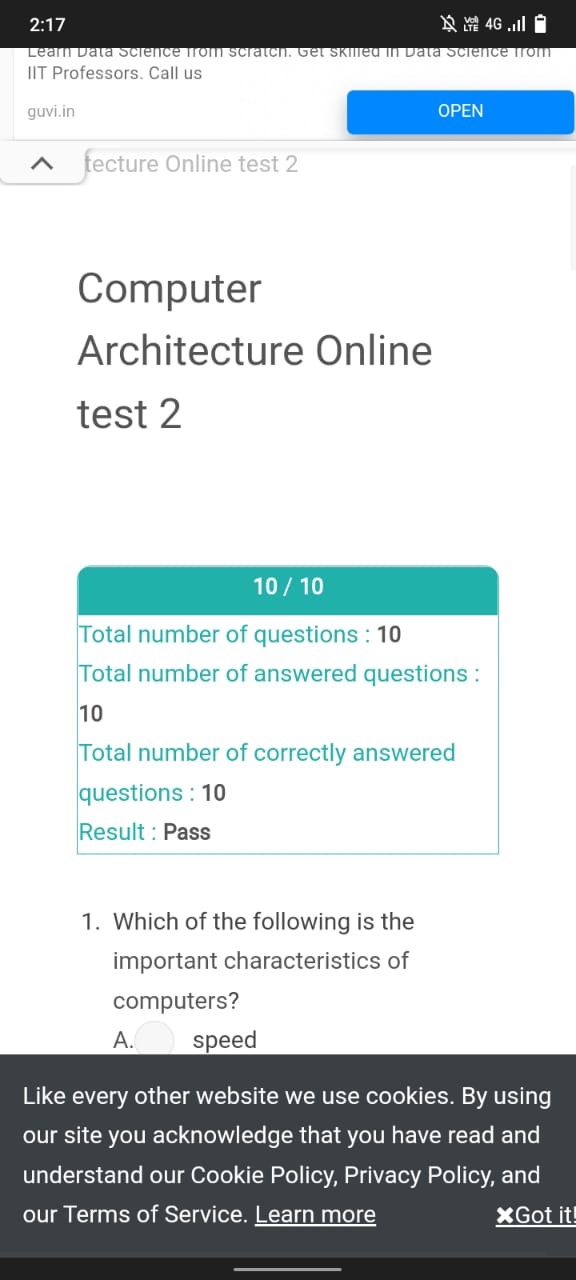 2:17
Vo) LTE 4G
Learn Data Science from scratch. Get skilled in Data Science from
IIT Professors. Call us
guvi.in
OPEN
tecture Online test 2
Computer
Architecture Online
test 2
10 / 10
Total number of questions : 10
Total number of answered questions :
10
Total number of correctly answered
questions : 10
Result : Pass
1. Which of the following is the
important characteristics of
computers?
A. speed
Like every other website we use cookies. By using
our site you acknowledge that you have read and
understand our Cookie Policy, Privacy Policy, and
our Terms of Service. Learn more
×Got it!